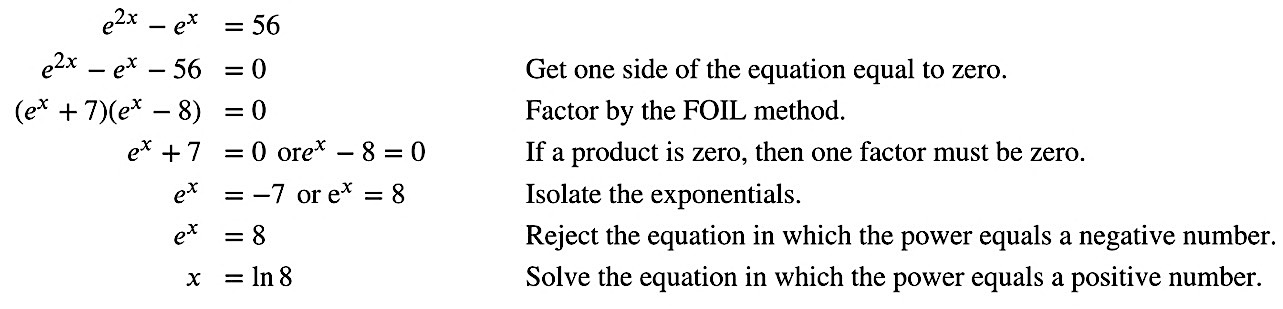 e^{2x} − e^x = 56
e^{2x} − e^x − 56 = 0 Get one side of the equation equal to zero.
(e^x + 7)(e^x − 8) = 0 Factor by the FOIL method.
e^x + 7 = 0 ore^x − 8 = 0 If a product is zero, then one factor must be zero.
e^x = −7 or e^x = 8 Isolate the exponentials.
e^x = 8 Reject the equation in which the power equals a negative number.
x = ln 8 Solve the equation in which the power equals a positive number.